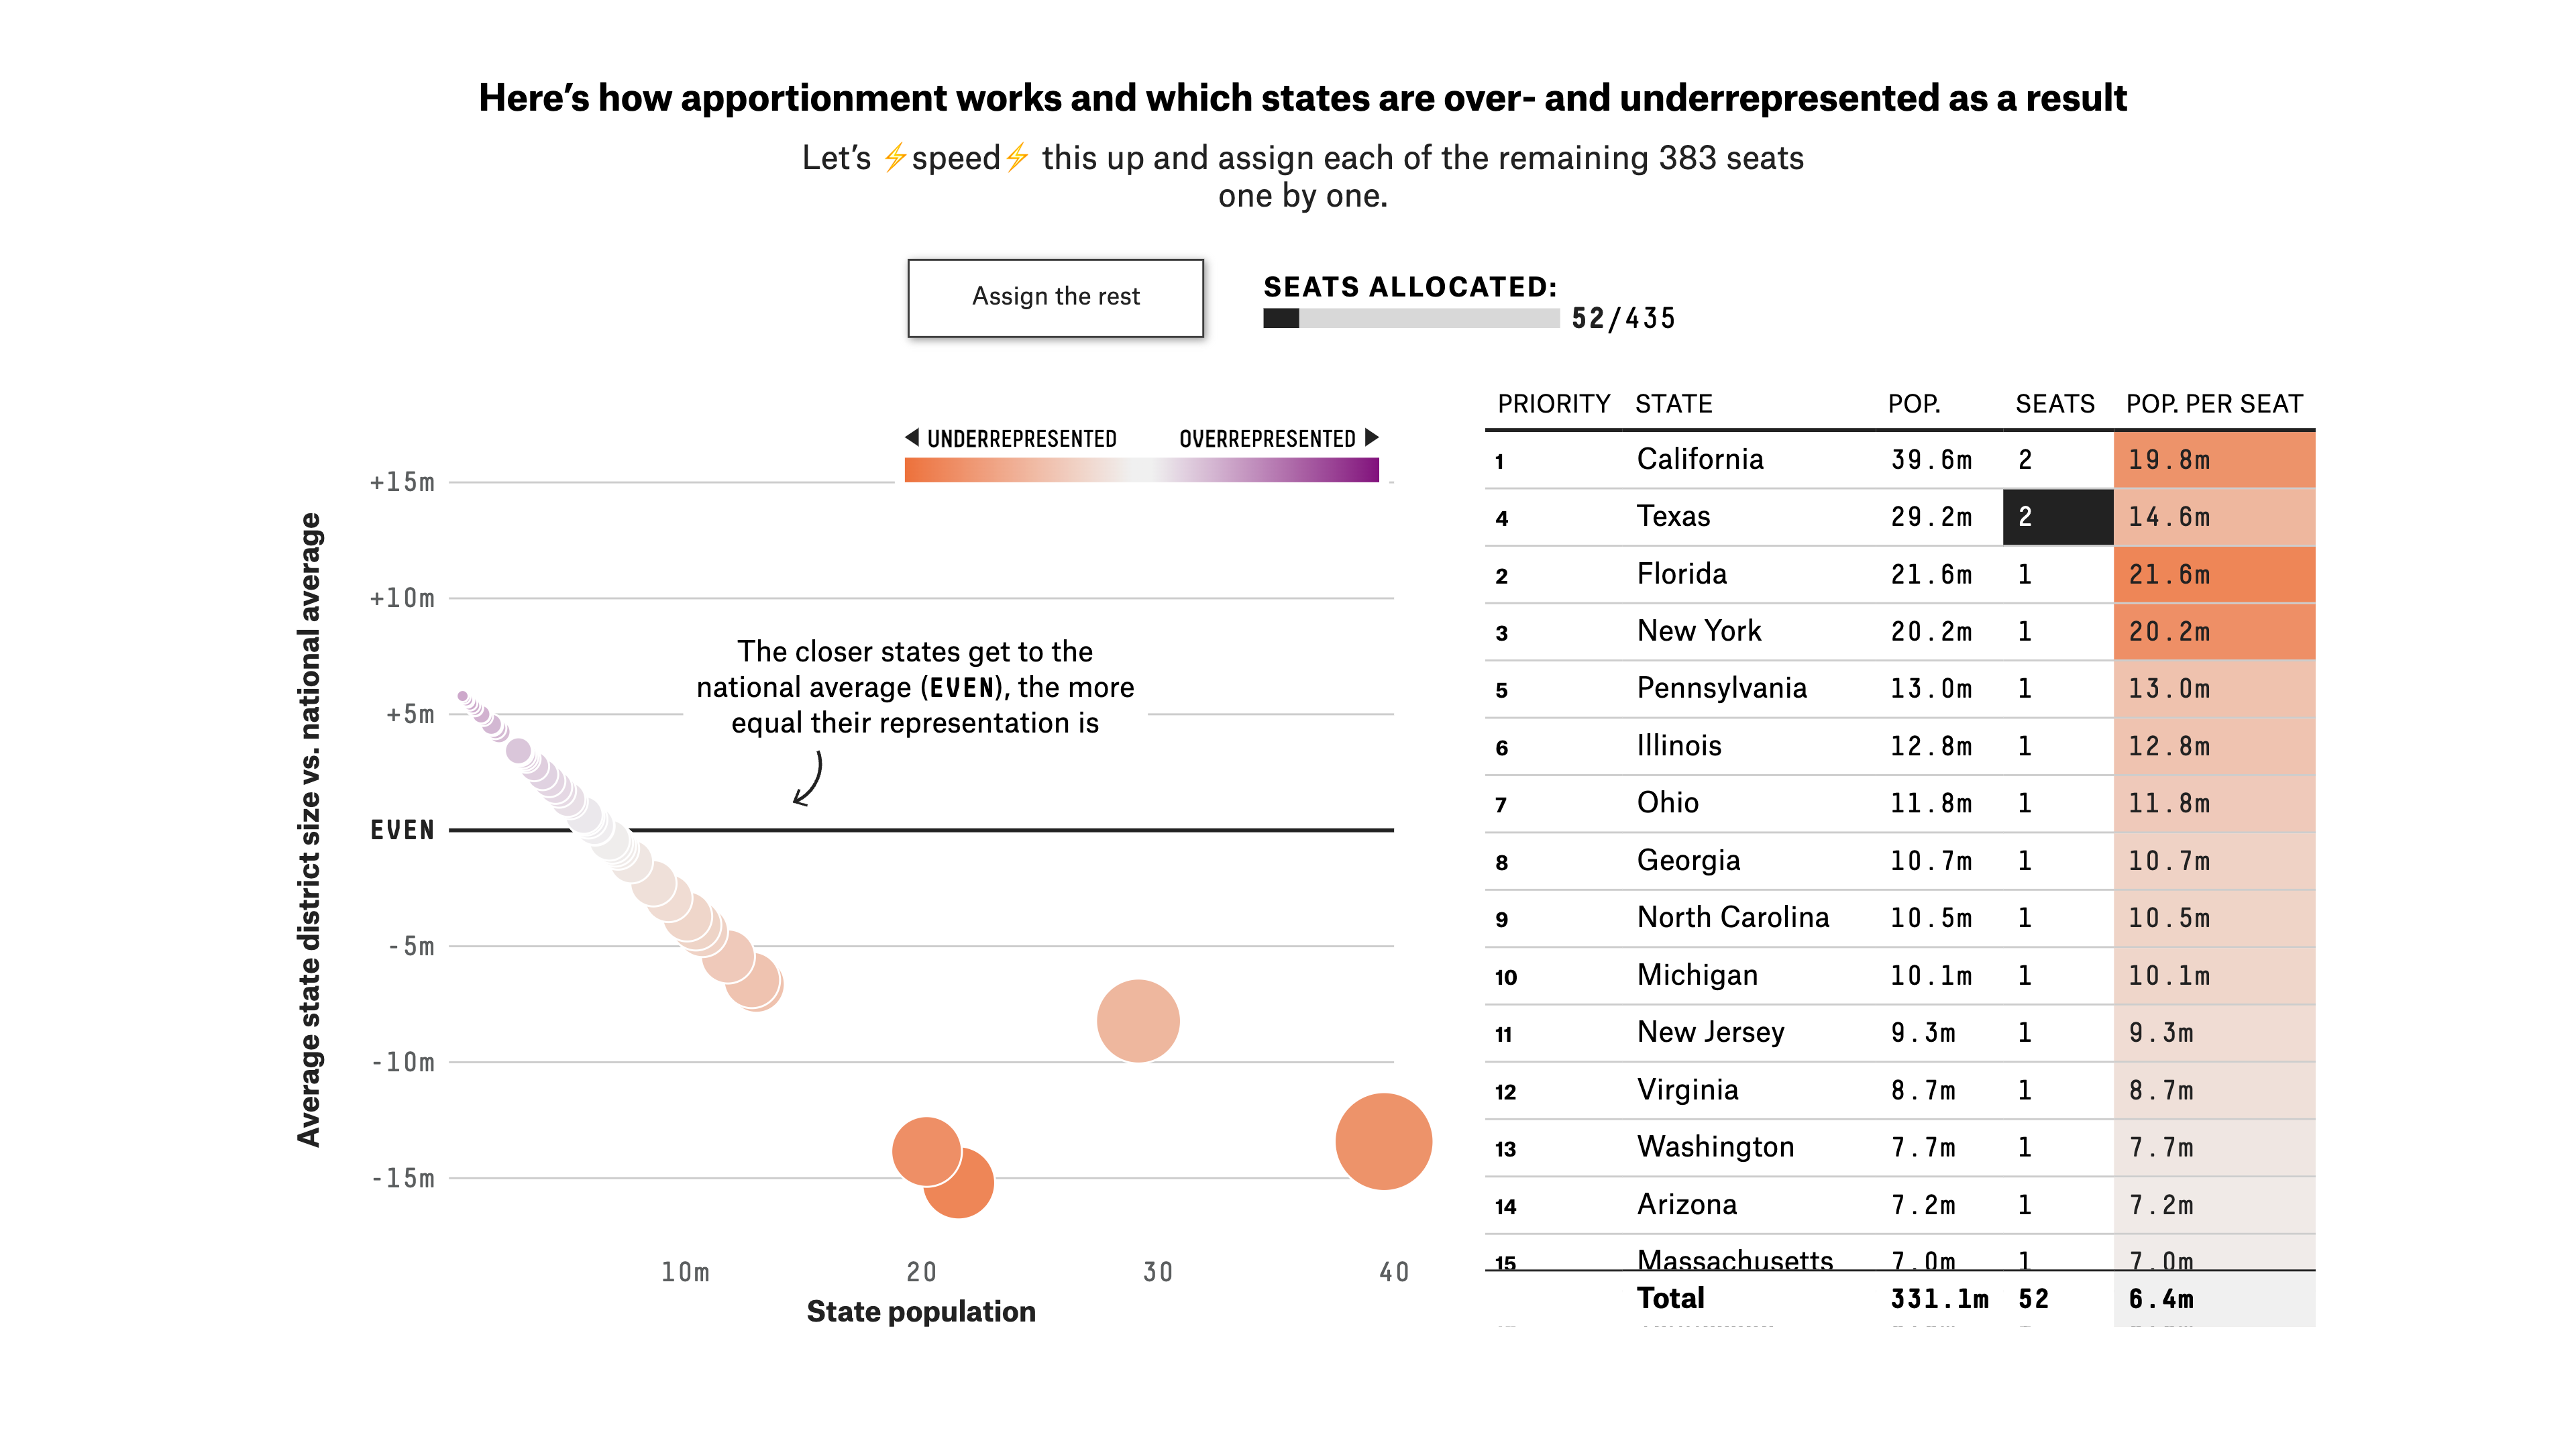 Here’s how apportionment works and which states are over- and underrepresented as a result
Let’s ⚡speed⚡ this up and assign each of the remaining 383 seats
one by one.
Assign the rest
SEATS ALLOCATED:
52/435
◀ UNDERREPRESENTED OVERREPRESENTED ▶
Average state district size vs. national average
+15m
+10m
+5m
EVEN
-5m
-10m
-15m
The closer states get to the
national average (EVEN), the more
equal their representation is
10m 20 30 40
State population
PRIORITY STATE POP. SEATS POP. PER SEAT
1 California 39.6m 2 19.8m
4 Texas 29.2m 2 14.6m
2 Florida 21.6m 1 21.6m
3 New York 20.2m 1 20.2m
5 Pennsylvania 13.0m 1 13.0m
6 Illinois 12.8m 1 12.8m
7 Ohio 11.8m 1 11.8m
8 Georgia 10.7m 1 10.7m
9 North Carolina 10.5m 1 10.5m
10 Michigan 10.1m 1 10.1m
11 New Jersey 9.3m 1 9.3m
12 Virginia 8.7m 1 8.7m
13 Washington 7.7m 1 7.7m
14 Arizona 7.2m 1 7.2m
15 Massachusetts 7.0m 1 7.0m
Total 331.1m 52 6.4m